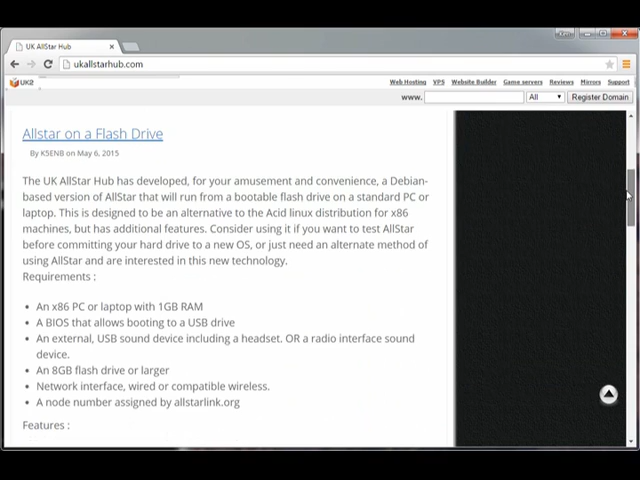 UK AllStar Hub
ukallstarhub.com
UK2
Web Hosting VPS Website Builder Game servers Reviews Mirrors Support
www. All Register Domain
Allstar on a Flash Drive
By K5ENB on May 6, 2015
The UK AllStar Hub has developed, for your amusement and convenience, a Debian-
based version of AllStar that will run from a bootable flash drive on a standard PC or
laptop. This is designed to be an alternative to the Acid linux distribution for x86
machines, but has additional features. Consider using it if you want to test AllStar
before committing your hard drive to a new OS, or just need an alternate method of
using AllStar and are interested in this new technology.
Requirements :
• An x86 PC or laptop with 1GB RAM
• A BIOS that allows booting to a USB drive
• An external, USB sound device including a headset. OR a radio interface sound
device.
• An 8GB flash drive or larger
• Network interface, wired or compatible wireless.
• A node number assigned by allstarlink.org
Features :